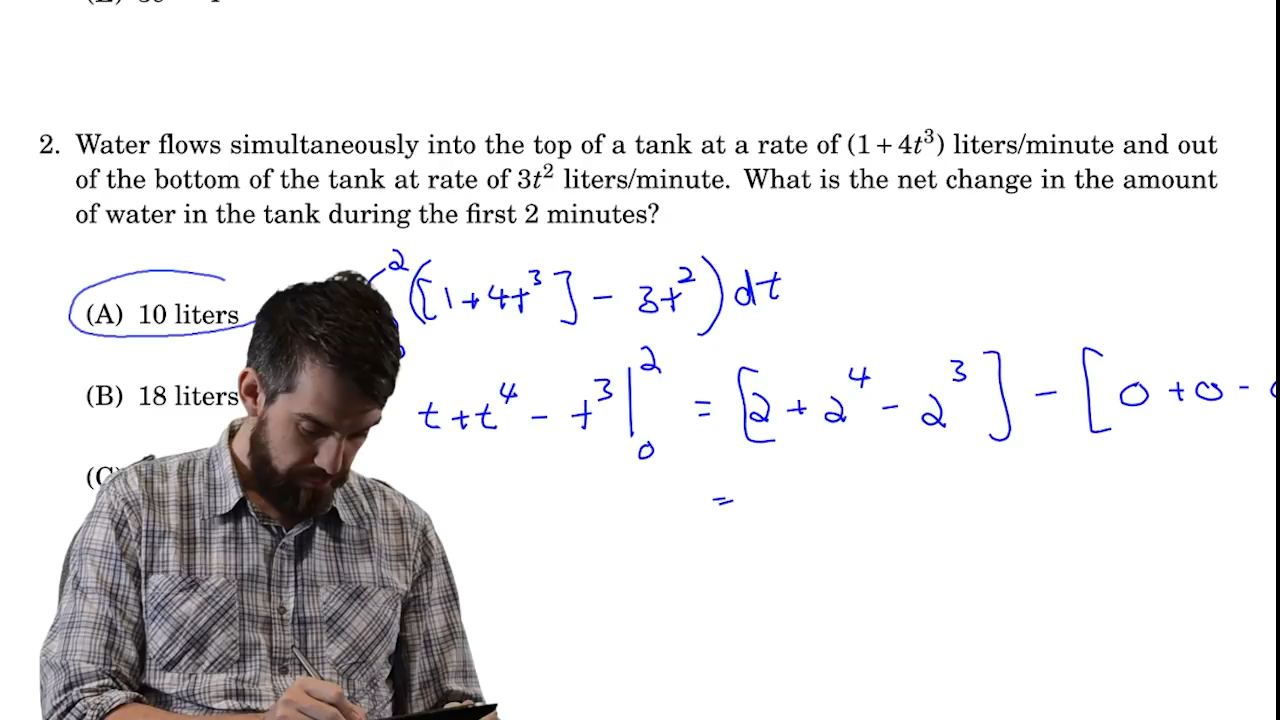 2. Water flows simultaneously into the top of a tank at a rate of (1 + 4t³) liters/minute and out
of the bottom of the tank at rate of 3t² liters/minute. What is the net change in the amount
of water in the tank during the first 2 minutes?
2 ([1+4t³] - 3t²) dt
(A) 10 liters
(B) 18 liters
t+t⁴ - t³ |₀² = [2 + 2⁴ - 2³] - [0 + 0 -
(C
=